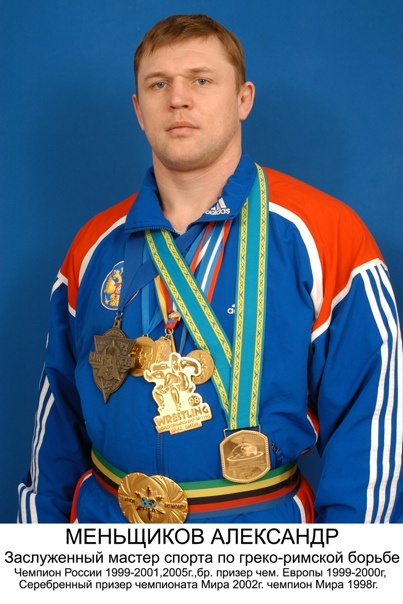 adidas
98
WRESTLING
МЕНЬЩИКОВ АЛЕКСАНДР
Заслуженный мастер спорта по греко-римской борьбе
Чемпион России 1999-2001,2005г.,бр. призер чем. Европы 1999-2000г,
Серебренный призер чемпионата Мира 2002г. чемпион Мира 1998г.